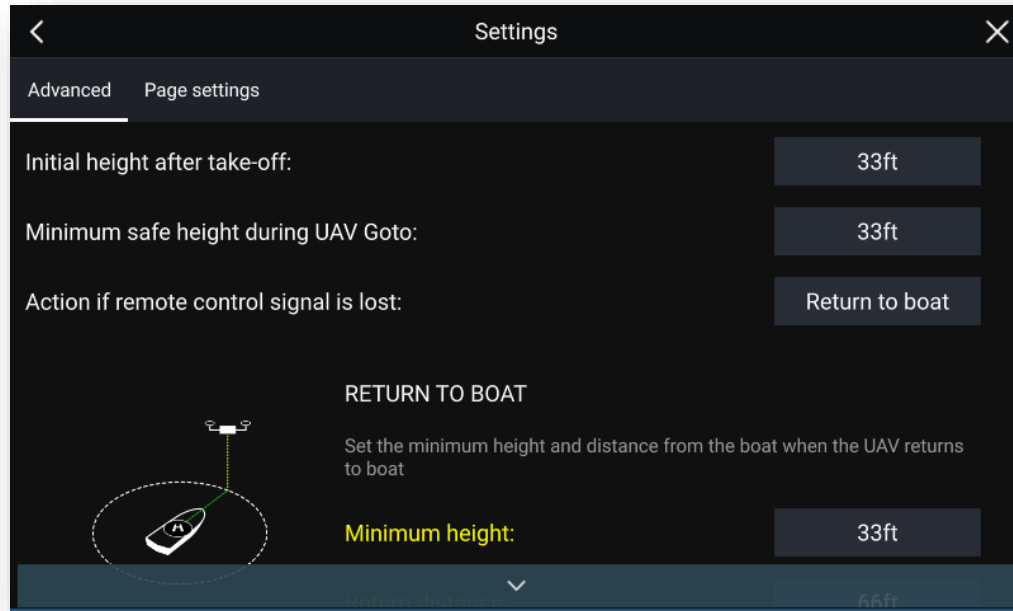 Settings
Advanced Page settings
Initial height after take-off: 33ft
Minimum safe height during UAV Goto: 33ft
Action if remote control signal is lost: Return to boat
RETURN TO BOAT
Set the minimum height and distance from the boat when the UAV returns
to boat
H
Minimum height: 33ft
Return distance 66ft